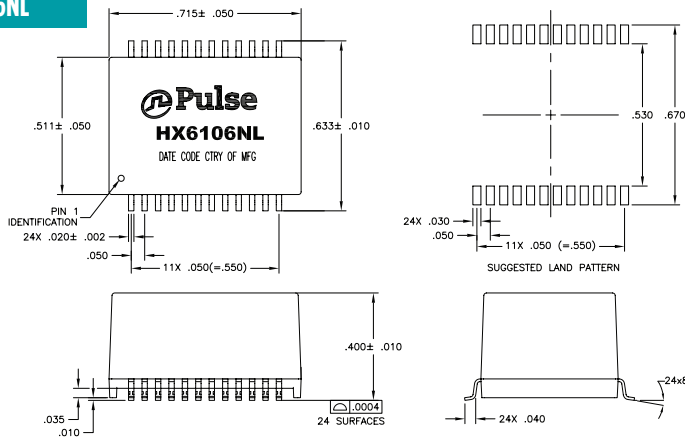 .715± .050
.511± .050
Pulse
HX6106NL
DATE CODE CTRY OF MFG
.633± .010
PIN 1
IDENTIFICATION
24X .020± .002
.050
11X .050(=.550)
.530
.670
24X .030
.050
11X .050 (=.550)
SUGGESTED LAND PATTERN
.400± .010
.035
.010
.0004
24 SURFACES
24X .040